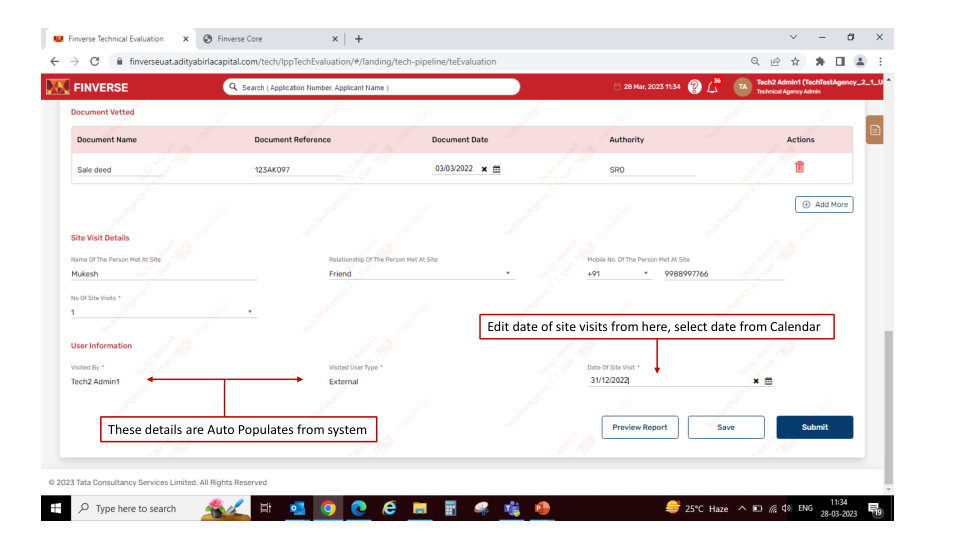 Finverse Technical Evaluation
Finverse Core
finverseuat.adityabirlacapital.com/tech/IppTechEvaluation/#/landing/tech-pipeline/teEvaluation
FINVERSE
Search ( Application Number, Applicant Name )
28 Mar, 2023 11:34
36
TA
Tech2 Admin1 (TechTestAgency_2_1_U
Technical Agency Admin
Document Vetted
Document Name Document Reference Document Date Authority Actions
Sale deed 123AK097 03/03/2022 SRO
Add More
Site Visit Details
Name Of The Person Met At Site Relationship Of The Person Met At Site Mobile No. Of The Person Met At Site
Mukesh Friend +91 9988997766
No Of Site Visits *
1
Edit date of site visits from here, select date from Calendar
User Information
Visited By * Visited User Type * Date Of Site Visit *
Tech2 Admin1 External 31/12/2022
These details are Auto Populates from system
Preview Report Save Submit
© 2023 Tata Consultancy Services Limited. All Rights Reserved
Type here to search
25°C Haze
ENG
11:34
28-03-2023
19